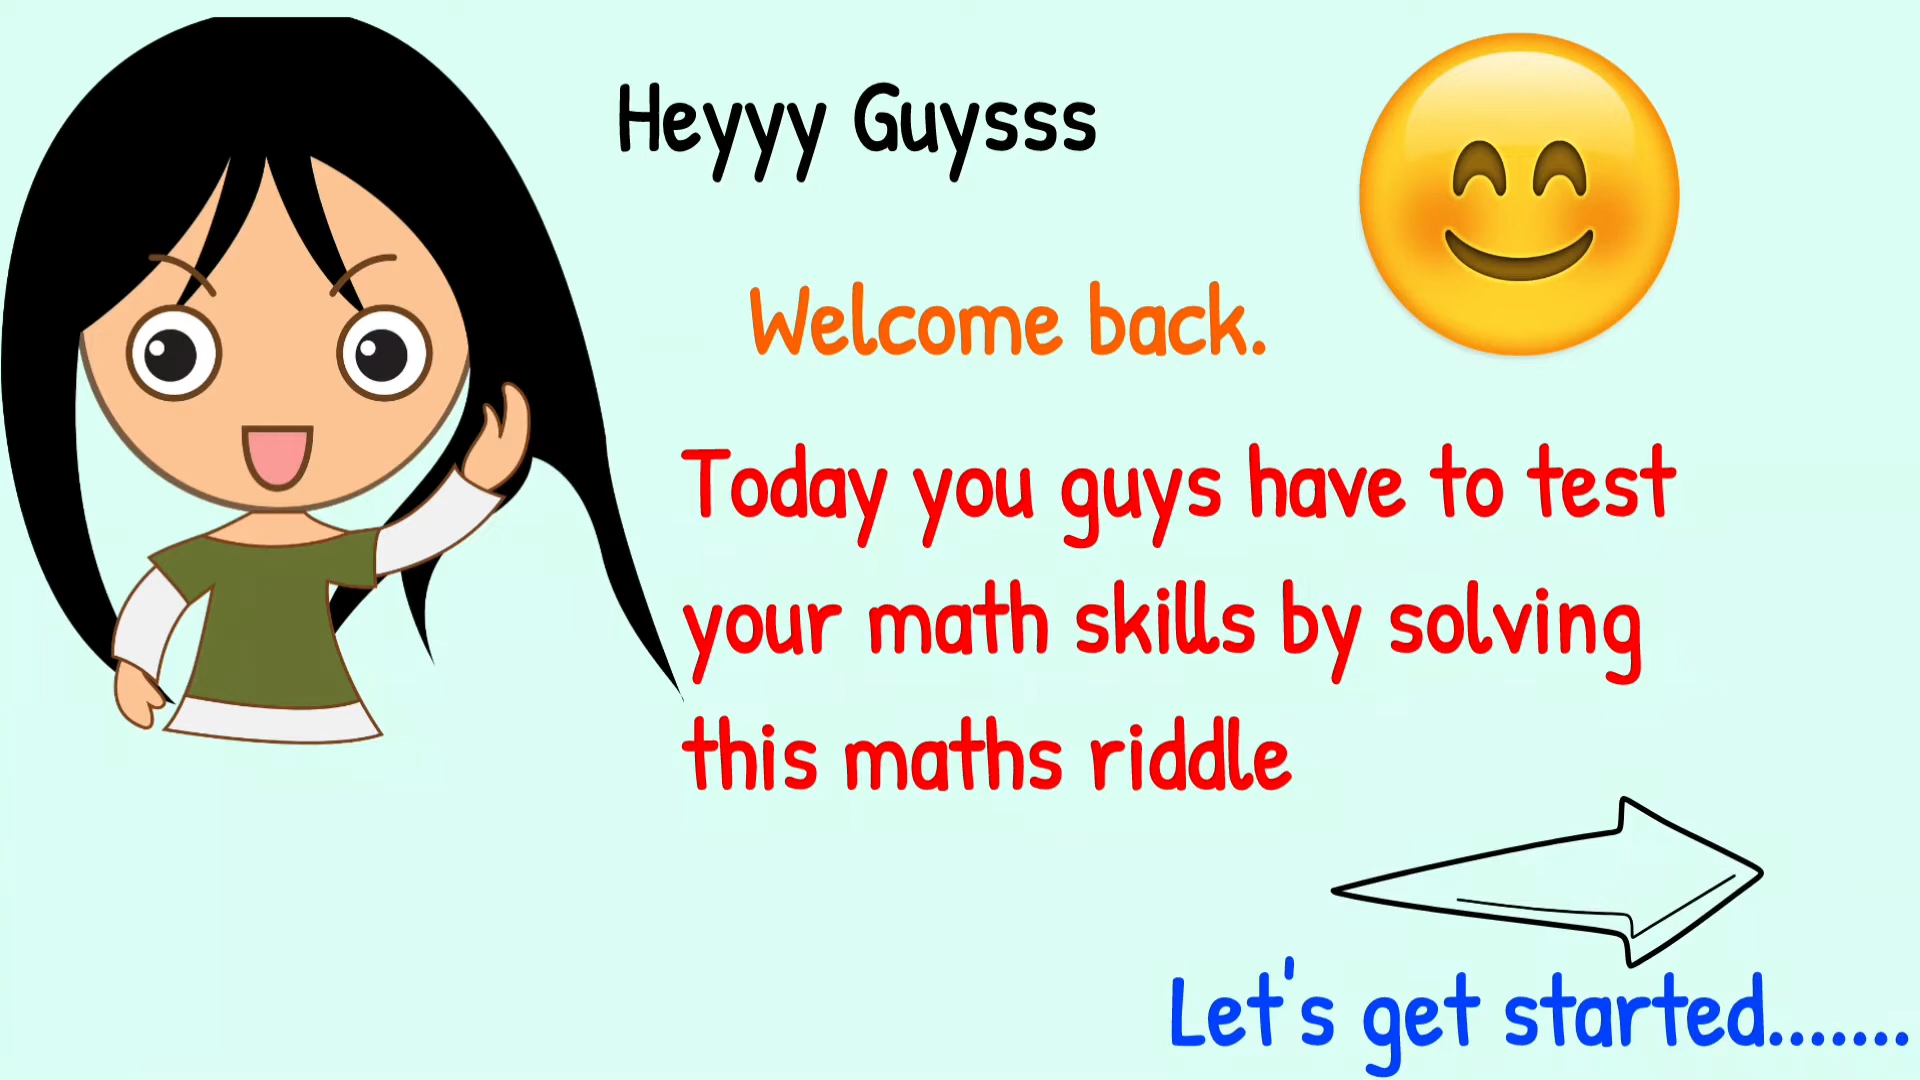 Heyyy Guysss
Welcome back.
Today you guys have to test
your math skills by solving
this maths riddle
Let's get started.......